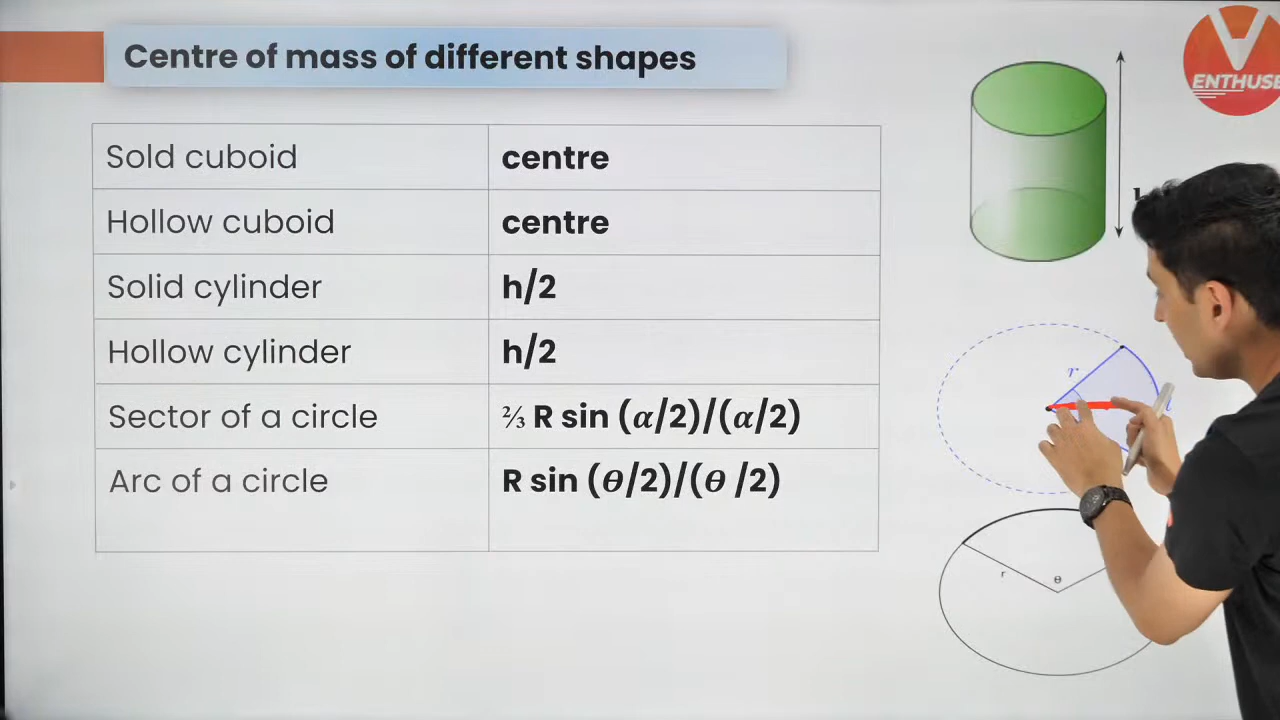 Centre of mass of different shapes
ENTHUSE
Sold cuboid
centre
Hollow cuboid
centre
Solid cylinder
h/2
Hollow cylinder
h/2
Sector of a circle
⅔ R sin (α/2)/(α/2)
Arc of a circle
R sin (θ/2)/(θ /2)
r
r
θ